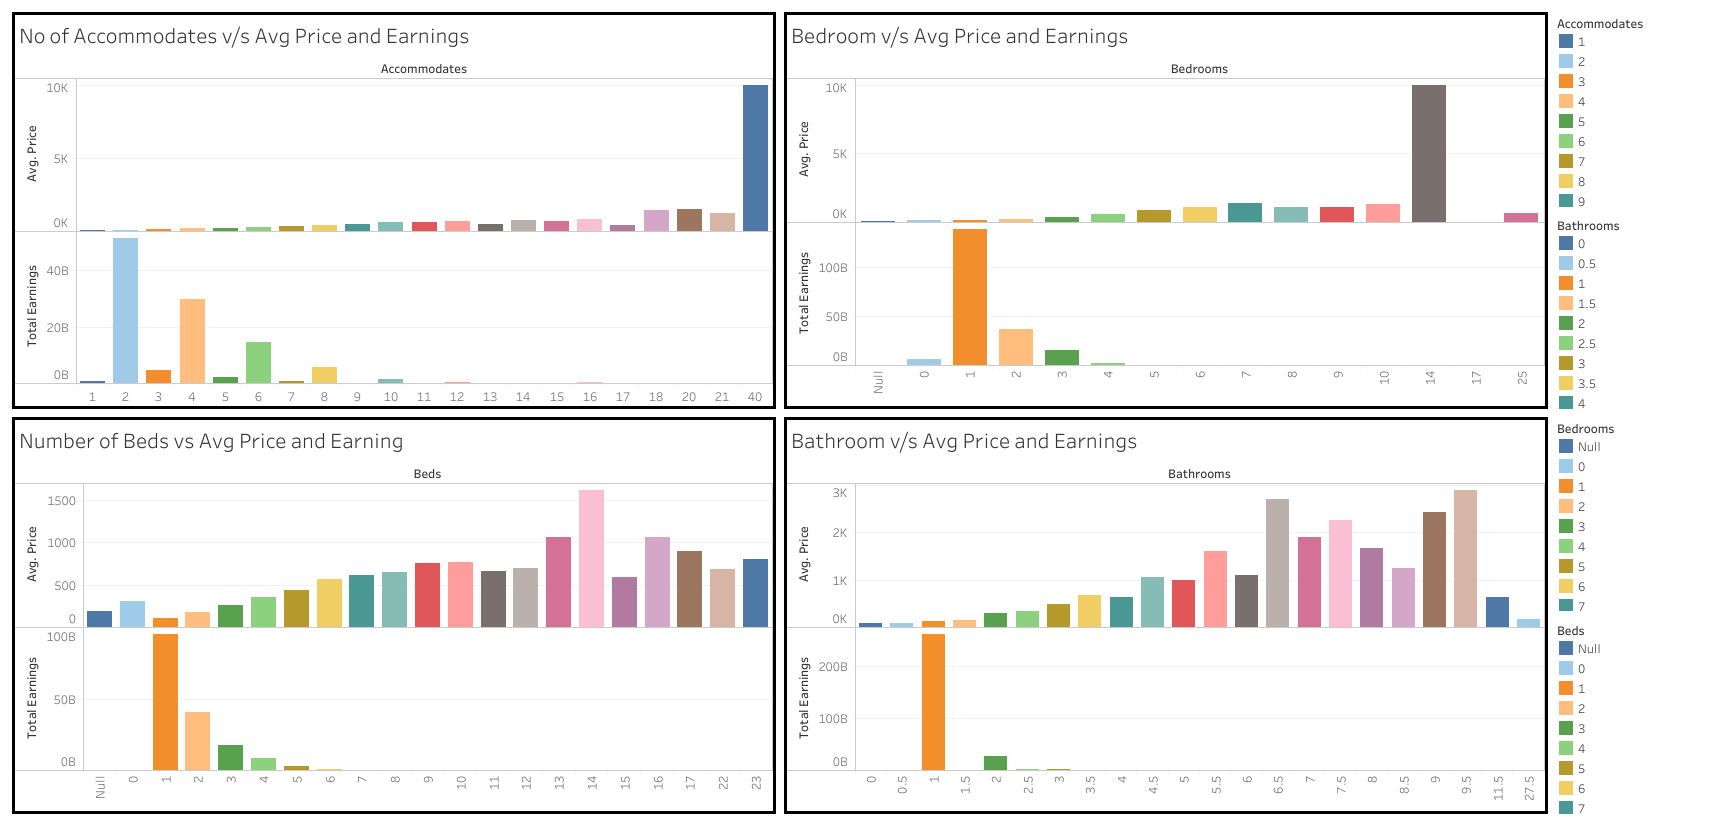 No of Accommodates v/s Avg Price and Earnings
Accommodates
10K
5K
0K
Avg. Price
40B
20B
0B
Total Earnings
1 2 3 4 5 6 7 8 9 10 11 12 13 14 15 16 17 18 20 21 40
Bedroom v/s Avg Price and Earnings
Bedrooms
10K
5K
0K
Avg. Price
100B
50B
0B
Total Earnings
Null 0 1 2 3 4 5 6 7 8 9 10 14 17 25
Number of Beds vs Avg Price and Earning
Beds
1500
1000
500
0
Avg. Price
100B
50B
0B
Total Earnings
Null 0 1 2 3 4 5 6 7 8 9 10 11 12 13 14 15 16 17 22 23
Bathroom v/s Avg Price and Earnings
Bathrooms
3K
2K
1K
0K
Avg. Price
200B
100B
0B
Total Earnings
0 0.5 1 1.5 2 2.5 3 3.5 4 4.5 5 5.5 6 6.5 7 7.5 8 8.5 9 9.5 11.5 27.5
Accommodates
1
2
3
4
5
6
7
8
9
Bathrooms
0
0.5
1
1.5
2
2.5
3
3.5
4
Bedrooms
Null
0
1
2
3
4
5
6
7
Beds
Null
0
1
2
3
4
5
6
7